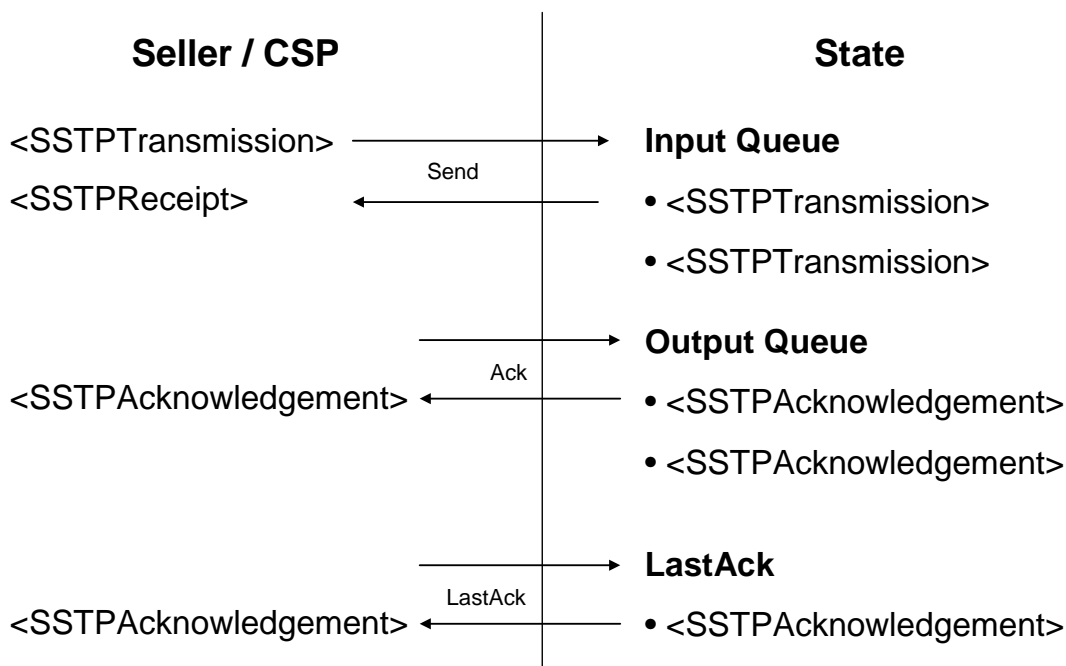 Seller / CSP
State
<SSTPTransmission>
Input Queue
Send
<SSTPReceipt>
• <SSTPTransmission>
• <SSTPTransmission>
Output Queue
Ack
<SSTPAcknowledgement>
• <SSTPAcknowledgement>
• <SSTPAcknowledgement>
LastAck
LastAck
<SSTPAcknowledgement>
• <SSTPAcknowledgement>